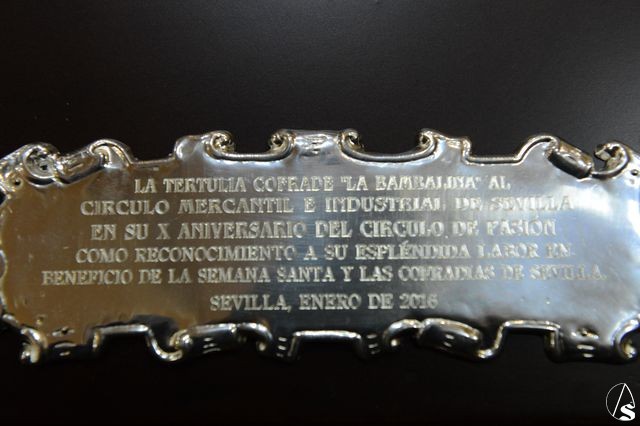 LA TERTULIA COFRADE "LA BAMBALINA" AL
CIRCULO MERCANTIL E INDUSTRIAL DE SEVILLA
EN SU X ANIVERSARIO DEL CIRCULO DE PASION
COMO RECONOCIMIENTO A SU ESPLÉNDIDA LABOR EN
BENEFICIO DE LA SEMANA SANTA Y LAS COFRADIAS DE SEVILLA
SEVILLA, ENERO DE 2016